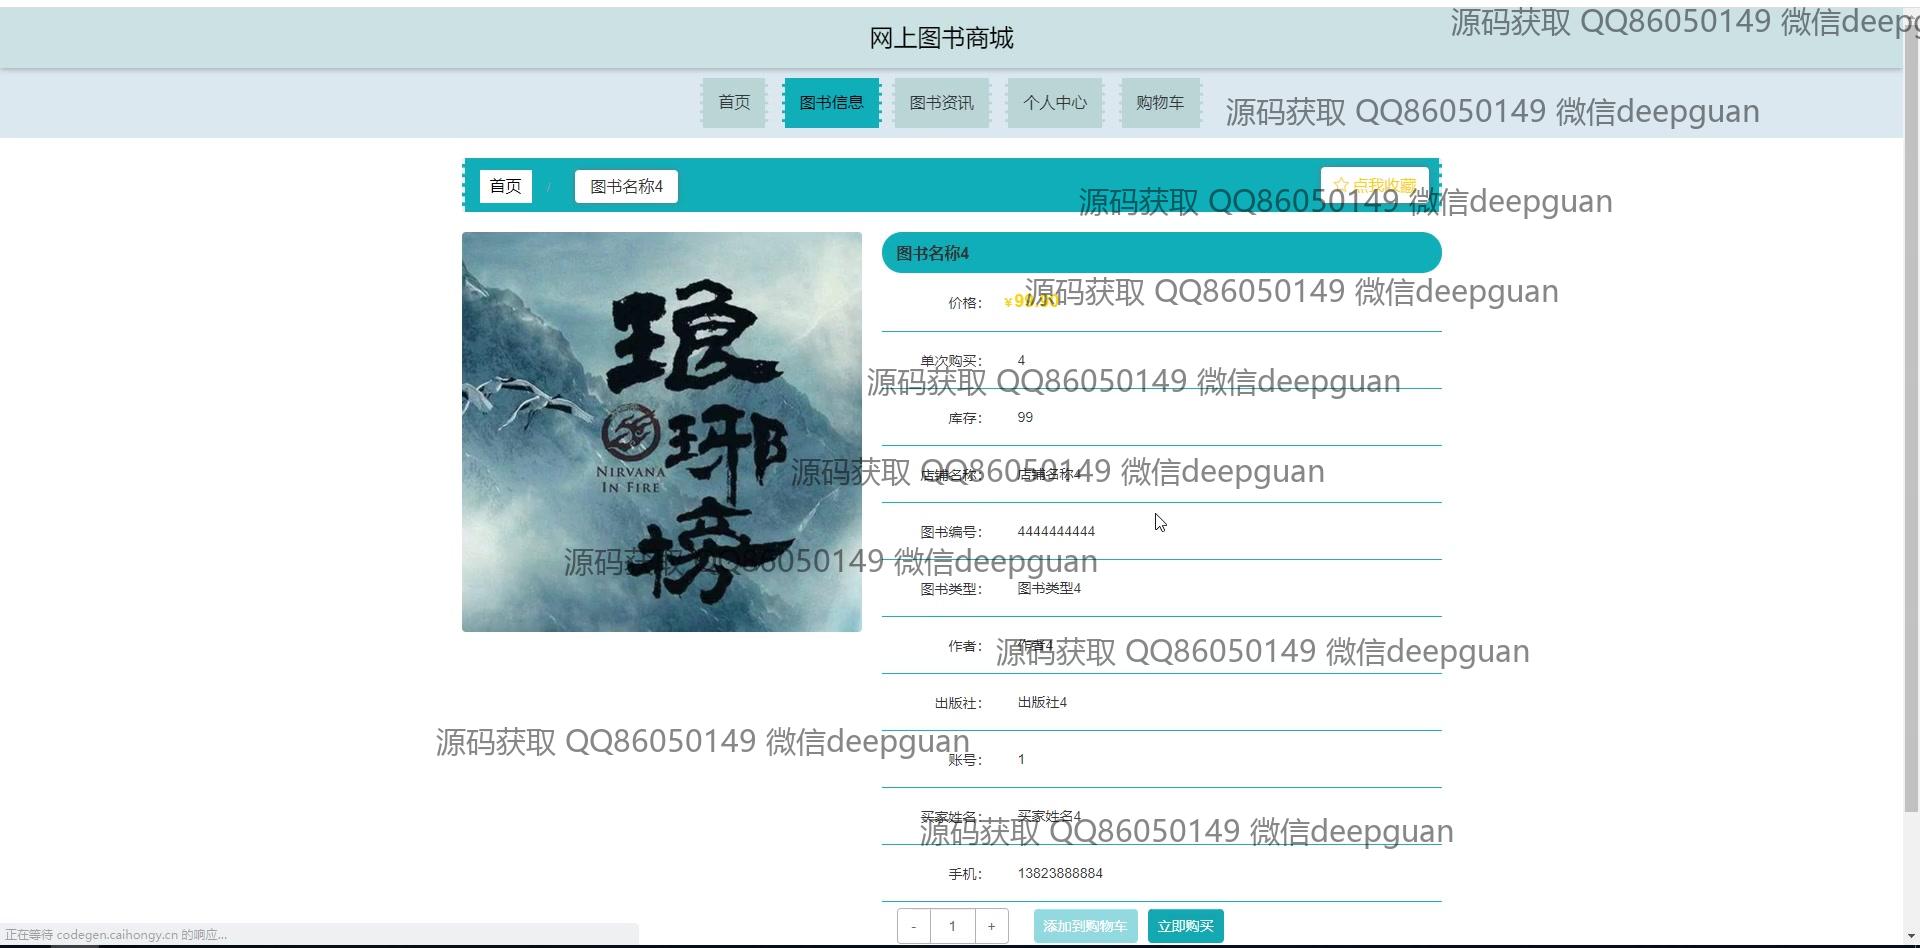 网上图书商城
源码获取 QQ86050149 微信deepg
首页 图书信息 图书资讯 个人中心 购物车
源码获取 QQ86050149 微信deepguan
首页 / 图书名称4 ☆点我收藏
源码获取 QQ86050149 微信deepguan
图书名称4
琅琊榜
NIRVANA
IN FIRE
价格: ¥99.90
源码获取 QQ86050149 微信deepguan
单次购买: 4
源码获取 QQ86050149 微信deepguan
库存: 99
店铺名称: 店铺名称4
源码获取 QQ86050149 微信deepguan
图书编号: 4444444444
源码获取 QQ86050149 微信deepguan
图书类型: 图书类型4
作者: 作者4
源码获取 QQ86050149 微信deepguan
出版社: 出版社4
源码获取 QQ86050149 微信deepguan
账号: 1
买家姓名: 买家姓名4
源码获取 QQ86050149 微信deepguan
手机: 13823888884
- 1 + 添加到购物车 立即购买
正在等待 codegen.caihongy.cn 的响应...